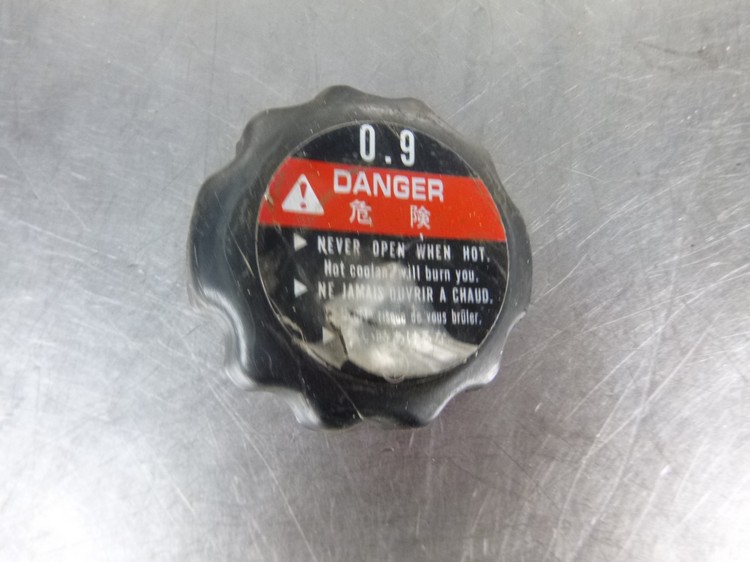 0.9
DANGER
危 険
NEVER OPEN WHEN HOT.
Hot coolant will burn you.
NE JAMAIS OUVRIR À CHAUD.
risque de vous brûler.